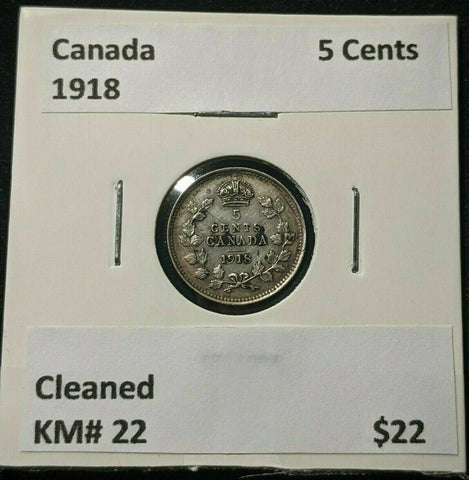 Canada 5 Cents
1918
5
CENTS
CANADA
1918
Cleaned
KM# 22 $22